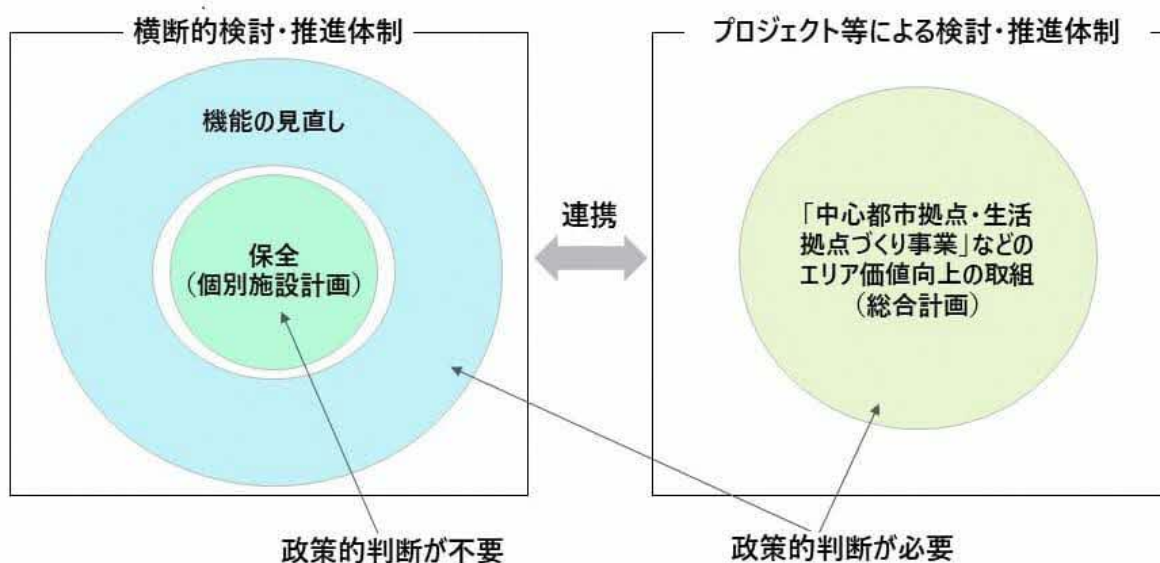 横断的検討・推進体制
機能の見直し
保全
（個別施設計画）
連携
プロジェクト等による検討・推進体制
「中心都市拠点・生活
拠点づくり事業」などの
エリア価値向上の取組
（総合計画）
政策的判断が不要
政策的判断が必要